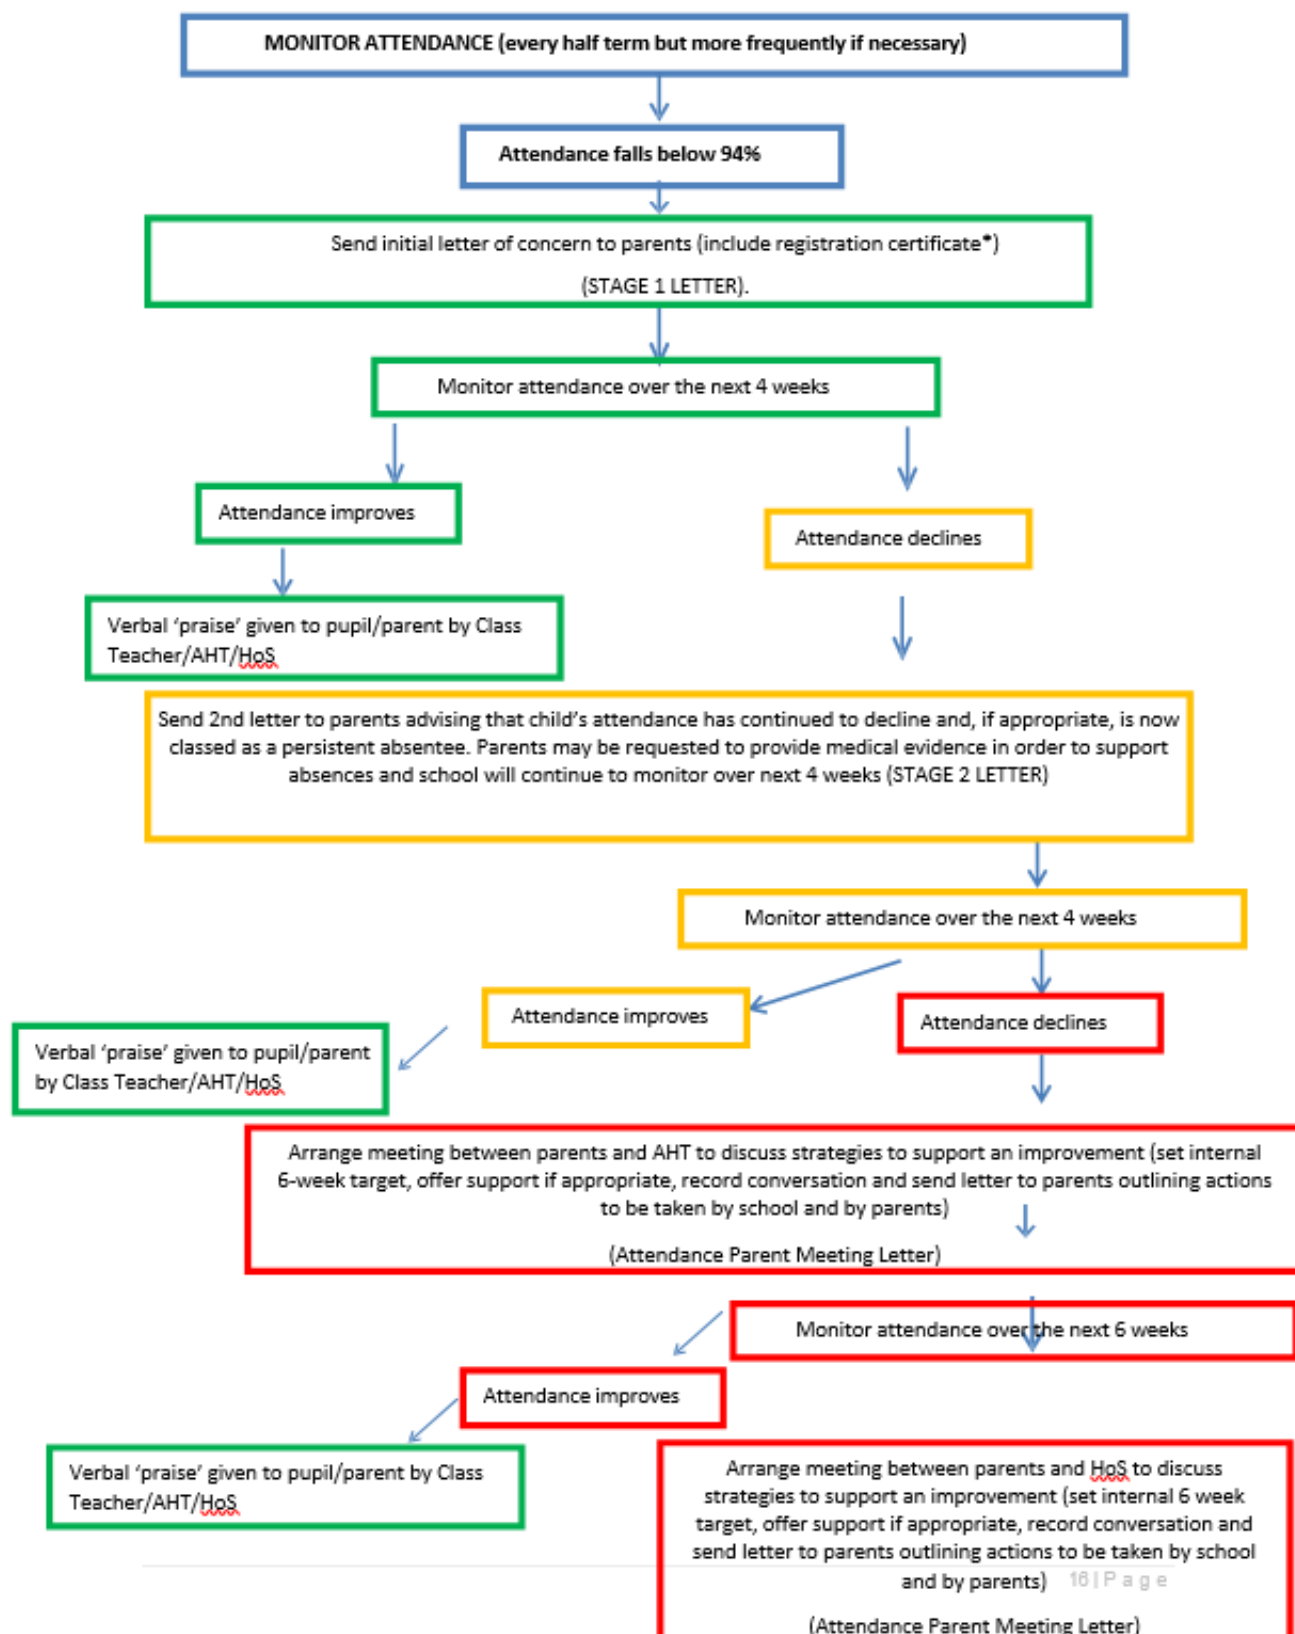 MONITOR ATTENDANCE (every half term but more frequently if necessary)
Attendance falls below 94%
Send initial letter of concern to parents (include registration certificate*)
(STAGE 1 LETTER).
Monitor attendance over the next 4 weeks
Attendance improves
Attendance declines
Verbal ‘praise’ given to pupil/parent by Class
Teacher/AHT/HoS
Send 2nd letter to parents advising that child’s attendance has continued to decline and, if appropriate, is now
classed as a persistent absentee. Parents may be requested to provide medical evidence in order to support
absences and school will continue to monitor over next 4 weeks (STAGE 2 LETTER)
Monitor attendance over the next 4 weeks
Attendance improves
Attendance declines
Verbal ‘praise’ given to pupil/parent
by Class Teacher/AHT/HoS
Arrange meeting between parents and AHT to discuss strategies to support an improvement (set internal
6-week target, offer support if appropriate, record conversation and send letter to parents outlining actions
to be taken by school and by parents)
(Attendance Parent Meeting Letter)
Monitor attendance over the next 6 weeks
Attendance improves
Verbal ‘praise’ given to pupil/parent by Class
Teacher/AHT/HoS
Arrange meeting between parents and HoS to discuss
strategies to support an improvement (set internal 6 week
target, offer support if appropriate, record conversation and
send letter to parents outlining actions to be taken by school
and by parents)
16 | P a g e
(Attendance Parent Meeting Letter)